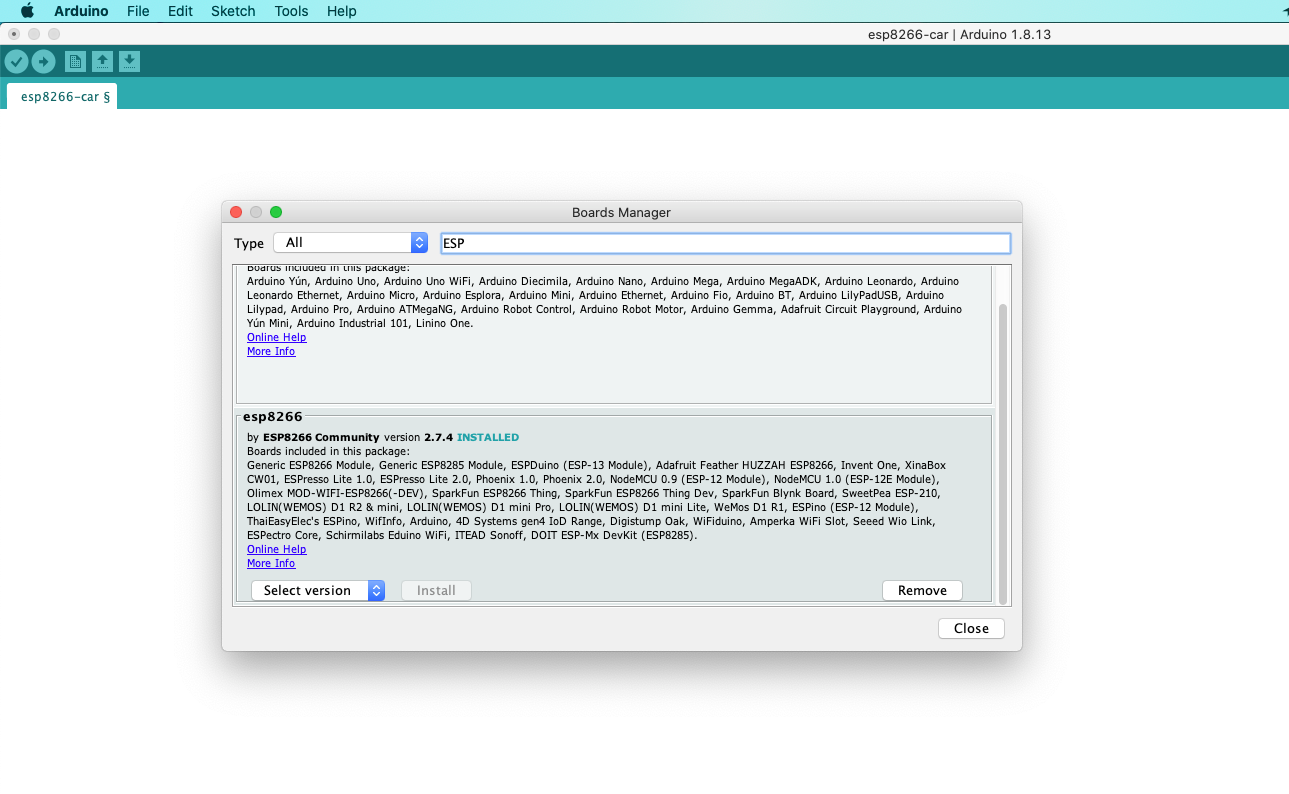 Arduino File Edit Sketch Tools Help
esp8266-car | Arduino 1.8.13
esp8266-car §
Boards Manager
Type All ESP
Boards included in this package:
Arduino Yún, Arduino Uno, Arduino Uno WiFi, Arduino Diecimila, Arduino Nano, Arduino Mega, Arduino MegaADK, Arduino Leonardo, Arduino
Leonardo Ethernet, Arduino Micro, Arduino Esplora, Arduino Mini, Arduino Ethernet, Arduino Fio, Arduino BT, Arduino LilyPadUSB, Arduino
Lilypad, Arduino Pro, Arduino ATMegaNG, Arduino Robot Control, Arduino Robot Motor, Arduino Gemma, Adafruit Circuit Playground, Arduino
Yún Mini, Arduino Industrial 101, Linino One.
Online Help
More Info
esp8266
by ESP8266 Community version 2.7.4 INSTALLED
Boards included in this package:
Generic ESP8266 Module, Generic ESP8285 Module, ESPDuino (ESP-13 Module), Adafruit Feather HUZZAH ESP8266, Invent One, XinaBox
CW01, ESPresso Lite 1.0, ESPresso Lite 2.0, Phoenix 1.0, Phoenix 2.0, NodeMCU 0.9 (ESP-12 Module), NodeMCU 1.0 (ESP-12E Module),
Olimex MOD-WIFI-ESP8266(-DEV), SparkFun ESP8266 Thing, SparkFun ESP8266 Thing Dev, SparkFun Blynk Board, SweetPea ESP-210,
LOLIN(WEMOS) D1 R2 & mini, LOLIN(WEMOS) D1 mini Pro, LOLIN(WEMOS) D1 mini Lite, WeMos D1 R1, ESPino (ESP-12 Module),
ThaiEasyElec's ESPino, WifInfo, Arduino, 4D Systems gen4 IoD Range, Digistump Oak, WiFiduino, Amperka WiFi Slot, Seeed Wio Link,
ESPectro Core, Schirmilabs Eduino WiFi, ITEAD Sonoff, DOIT ESP-Mx DevKit (ESP8285).
Online Help
More Info
Select version Install Remove
Close